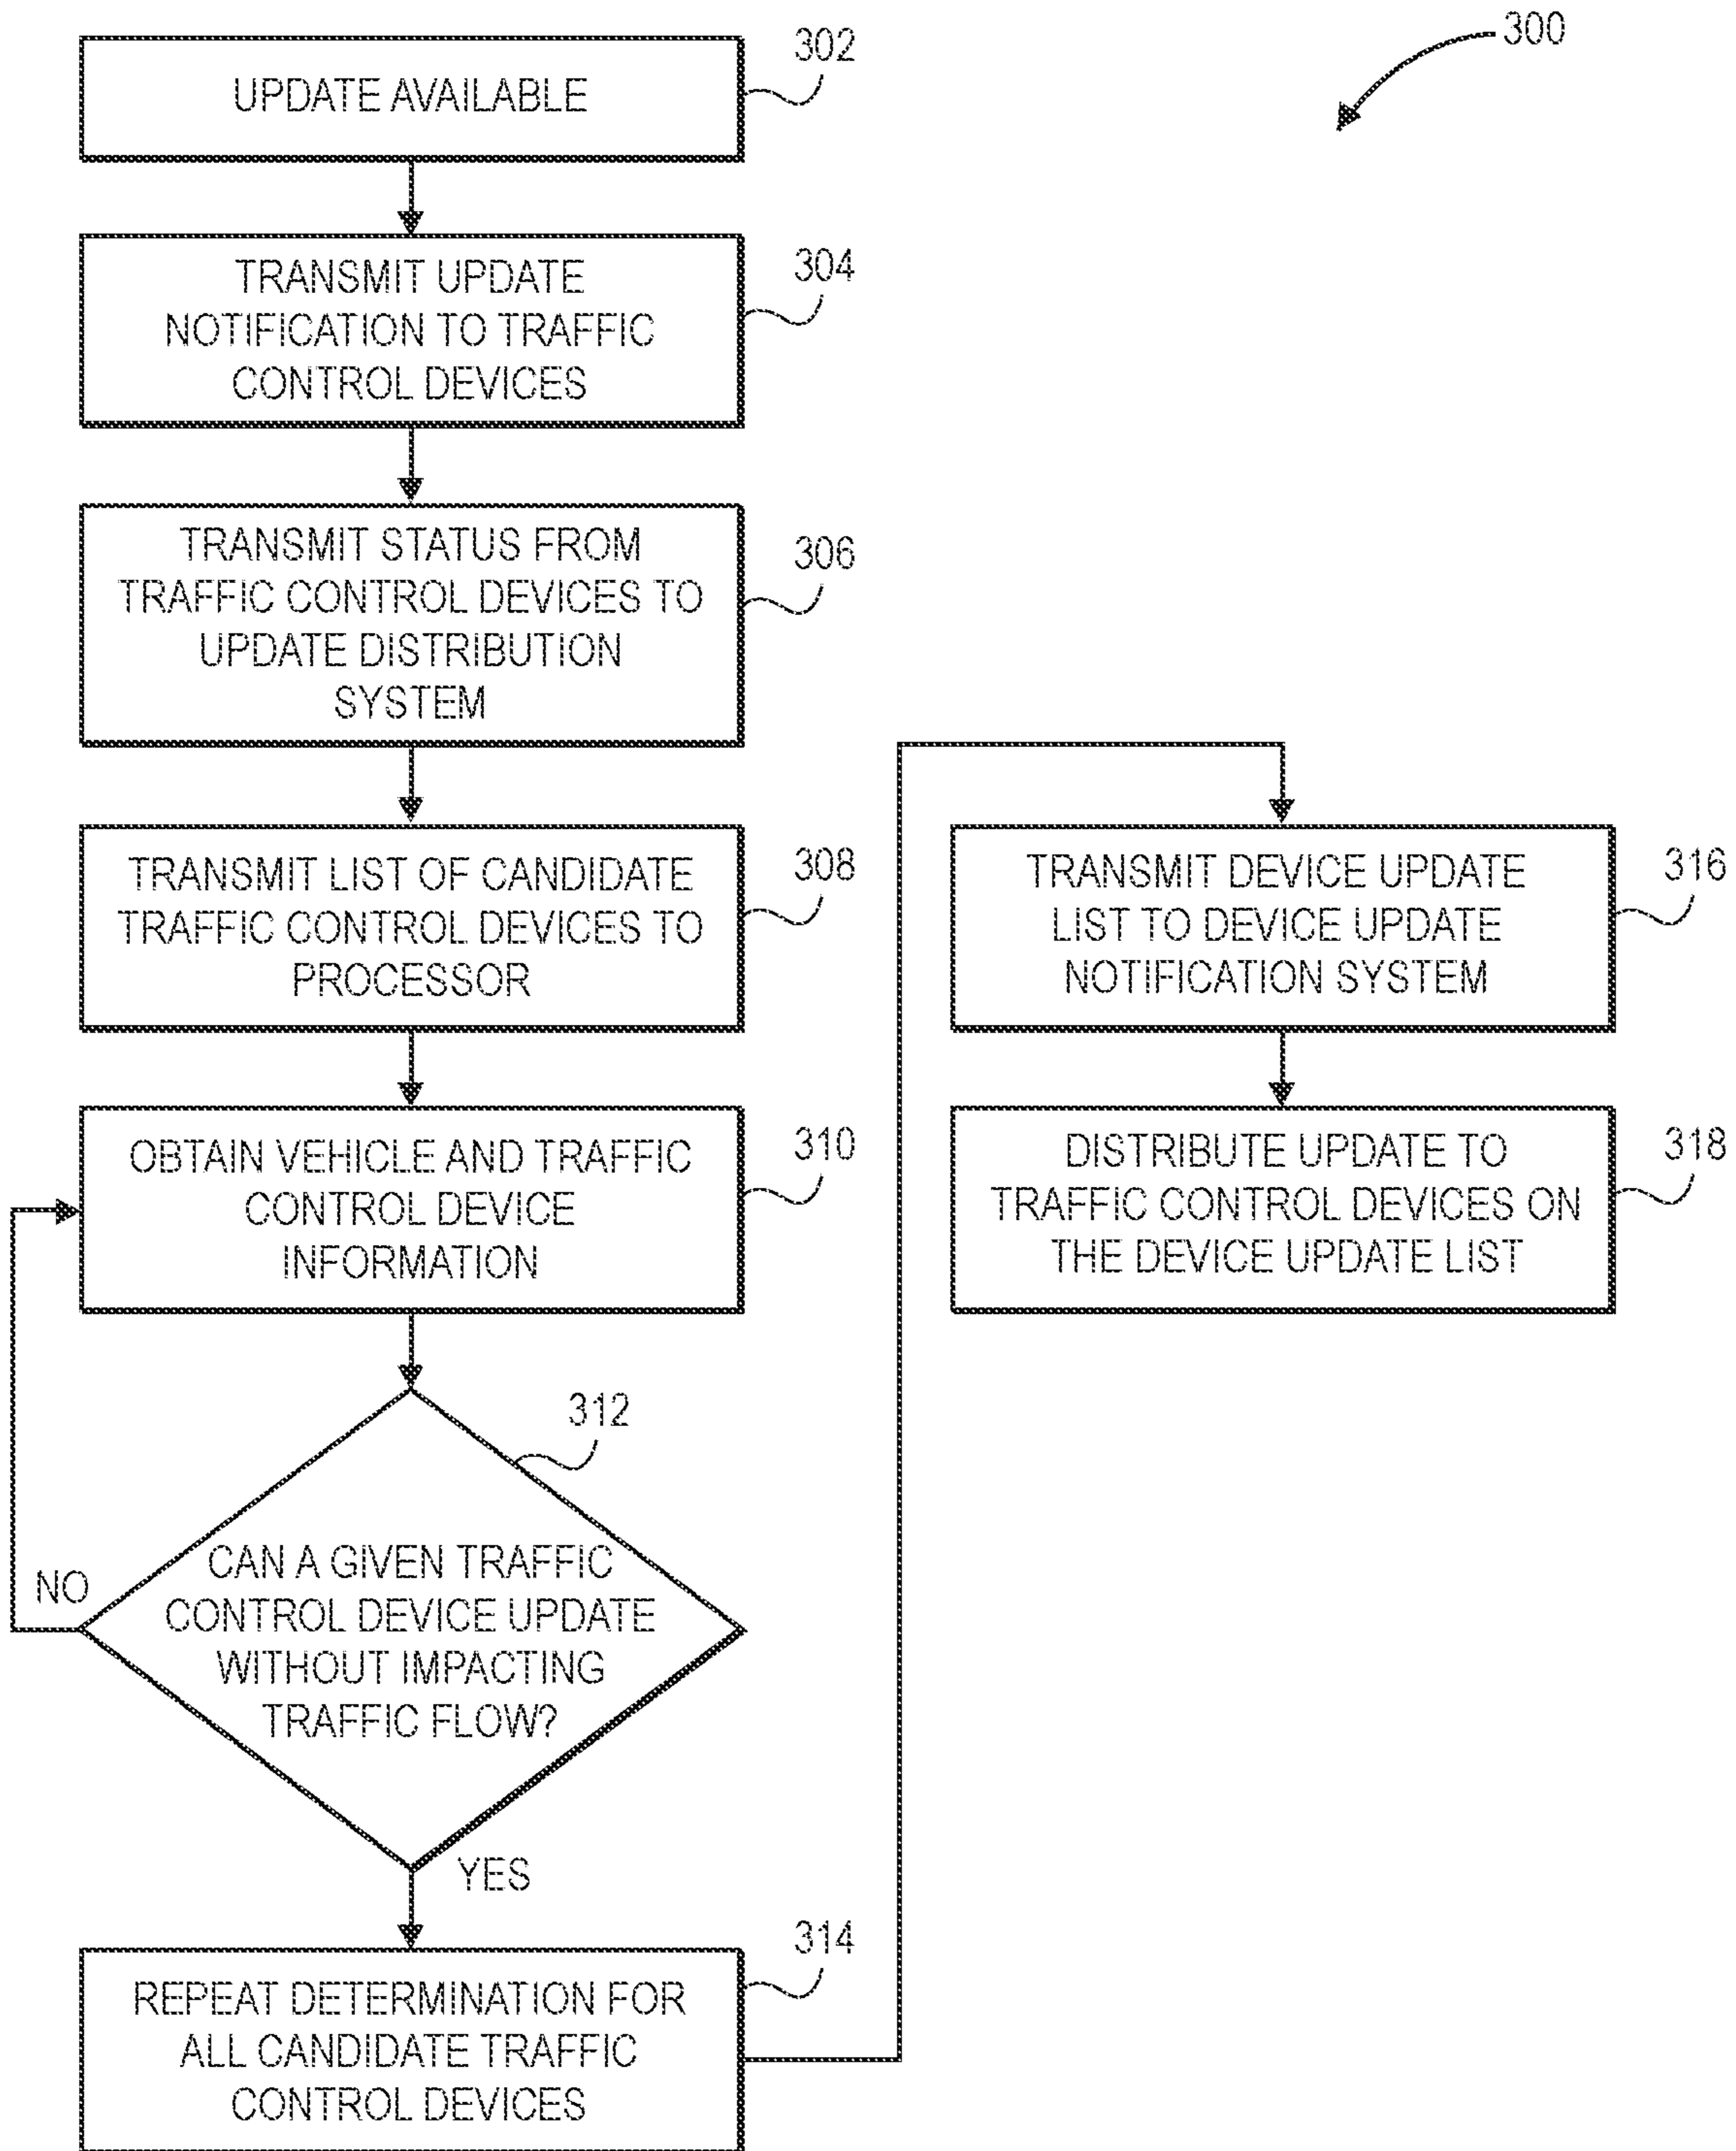 300
302
UPDATE AVAILABLE
304
TRANSMIT UPDATE
NOTIFICATION TO TRAFFIC
CONTROL DEVICES
306
TRANSMIT STATUS FROM
TRAFFIC CONTROL DEVICES TO
UPDATE DISTRIBUTION
SYSTEM
308
TRANSMIT LIST OF CANDIDATE
TRAFFIC CONTROL DEVICES TO
PROCESSOR
310
OBTAIN VEHICLE AND TRAFFIC
CONTROL DEVICE
INFORMATION
312
CAN A GIVEN TRAFFIC
CONTROL DEVICE UPDATE
WITHOUT IMPACTING
TRAFFIC FLOW?
NO
YES
314
REPEAT DETERMINATION FOR
ALL CANDIDATE TRAFFIC
CONTROL DEVICES
316
TRANSMIT DEVICE UPDATE
LIST TO DEVICE UPDATE
NOTIFICATION SYSTEM
318
DISTRIBUTE UPDATE TO
TRAFFIC CONTROL DEVICES ON
THE DEVICE UPDATE LIST